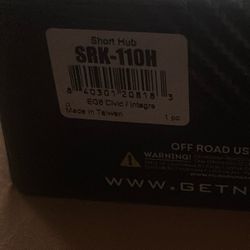 Short Hub
SRK-110H
8 40301 20818 3
EG6 Civic / Integra
Made in Taiwan
1 pc
OFF ROAD US
WARNING!
WWW.GETN